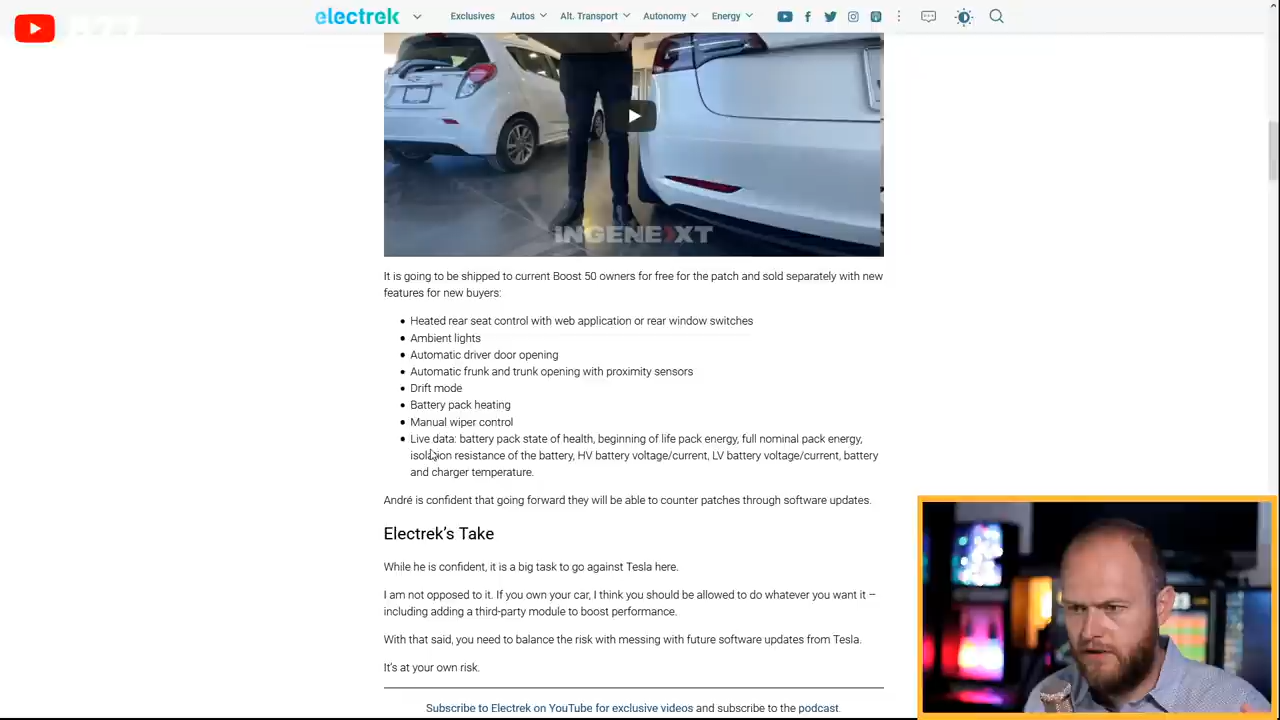 electrek
Exclusives Autos Alt. Transport Autonomy Energy
INGENEXT
It is going to be shipped to current Boost 50 owners for free for the patch and sold separately with new
features for new buyers:
Heated rear seat control with web application or rear window switches
Ambient lights
Automatic driver door opening
Automatic frunk and trunk opening with proximity sensors
Drift mode
Battery pack heating
Manual wiper control
Live data: battery pack state of health, beginning of life pack energy, full nominal pack energy,
isolation resistance of the battery, HV battery voltage/current, LV battery voltage/current, battery
and charger temperature.
André is confident that going forward they will be able to counter patches through software updates.
Electrek's Take
While he is confident, it is a big task to go against Tesla here.
I am not opposed to it. If you own your car, I think you should be allowed to do whatever you want it –
including adding a third-party module to boost performance.
With that said, you need to balance the risk with messing with future software updates from Tesla.
It's at your own risk.
Subscribe to Electrek on YouTube for exclusive videos and subscribe to the podcast.